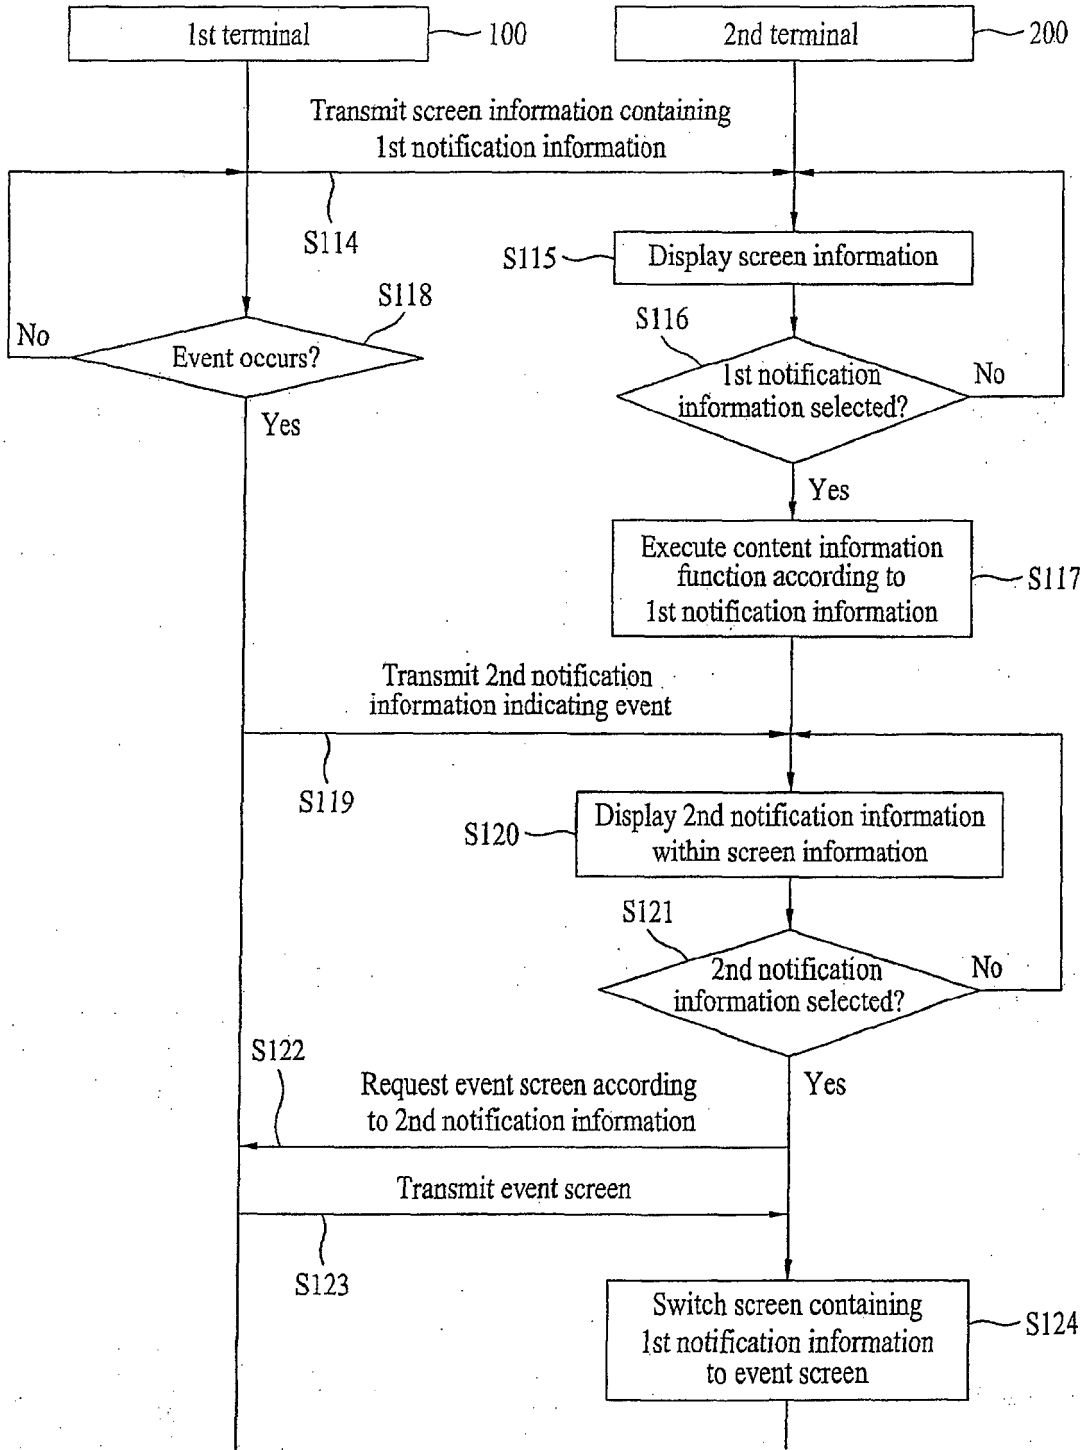 1st terminal
100
2nd terminal
200
Transmit screen information containing
1st notification information
S114
S115
Display screen information
S118
S116
No
Event occurs?
1st notification
information selected?
No
Yes
Yes
Execute content information
function according to
1st notification information
S117
Transmit 2nd notification
information indicating event
S119
S120
Display 2nd notification information
within screen information
S121
2nd notification
information selected?
No
S122
Request event screen according
to 2nd notification information
Yes
Transmit event screen
S123
Switch screen containing
1st notification information
to event screen
S124